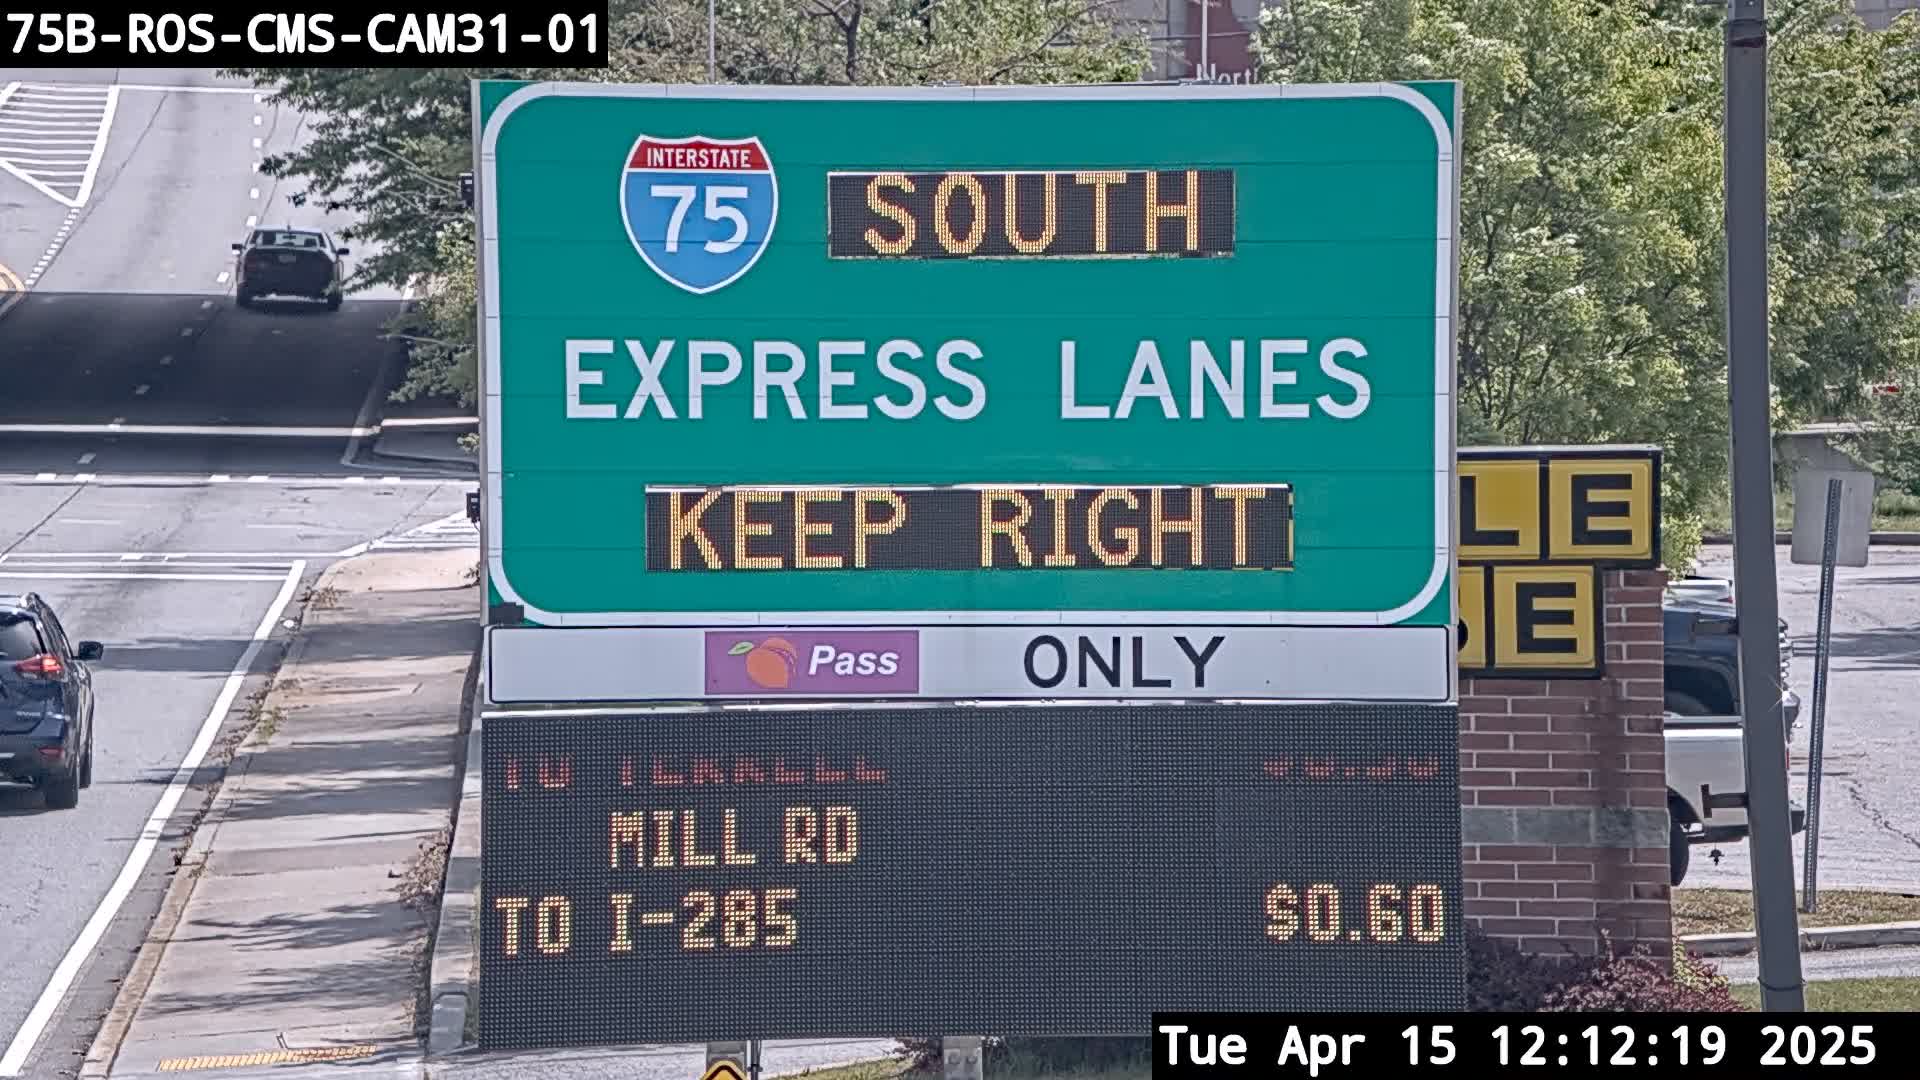 75B-ROS-CMS-CAM31-01
INTERSTATE
75
SOUTH
EXPRESS LANES
KEEP RIGHT
Pass ONLY
MILL RD
TO I-285 $0.60
LE
E
Tue Apr 15 12:12:19 2025